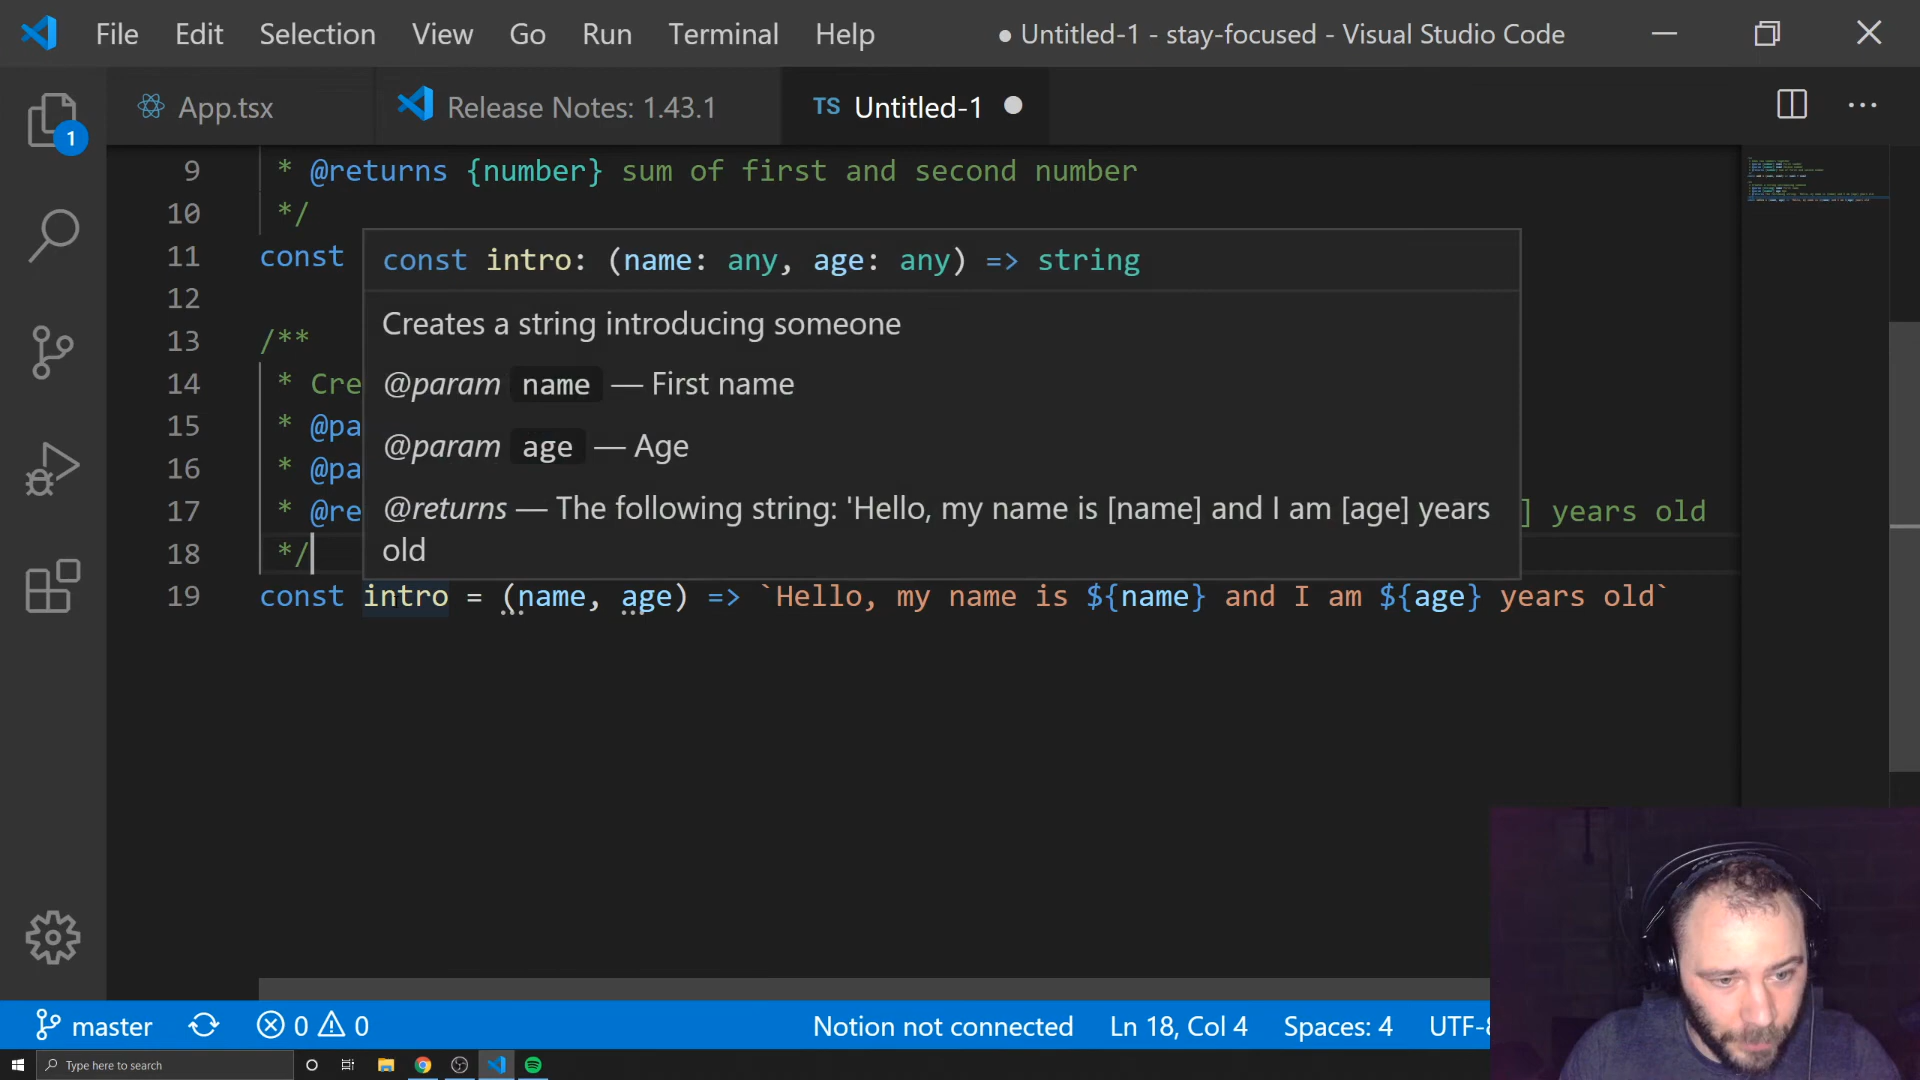 File Edit Selection View Go Run Terminal Help ● Untitled-1 - stay-focused - Visual Studio Code
App.tsx Release Notes: 1.43.1 TS Untitled-1
1
9 * @returns {number} sum of first and second number
10 */
11 const
const intro: (name: any, age: any) => string
12
Creates a string introducing someone
13 /**
14 * Cre
@param name — First name
15 * @pa
@param age — Age
16 * @pa
17 * @re
@returns — The following string: 'Hello, my name is [name] and I am [age] years
old
] years old
18 */
19 const intro = (name, age) => `Hello, my name is ${name} and I am ${age} years old`
master 0 0 Notion not connected Ln 18, Col 4 Spaces: 4 UTF-8
Type here to search